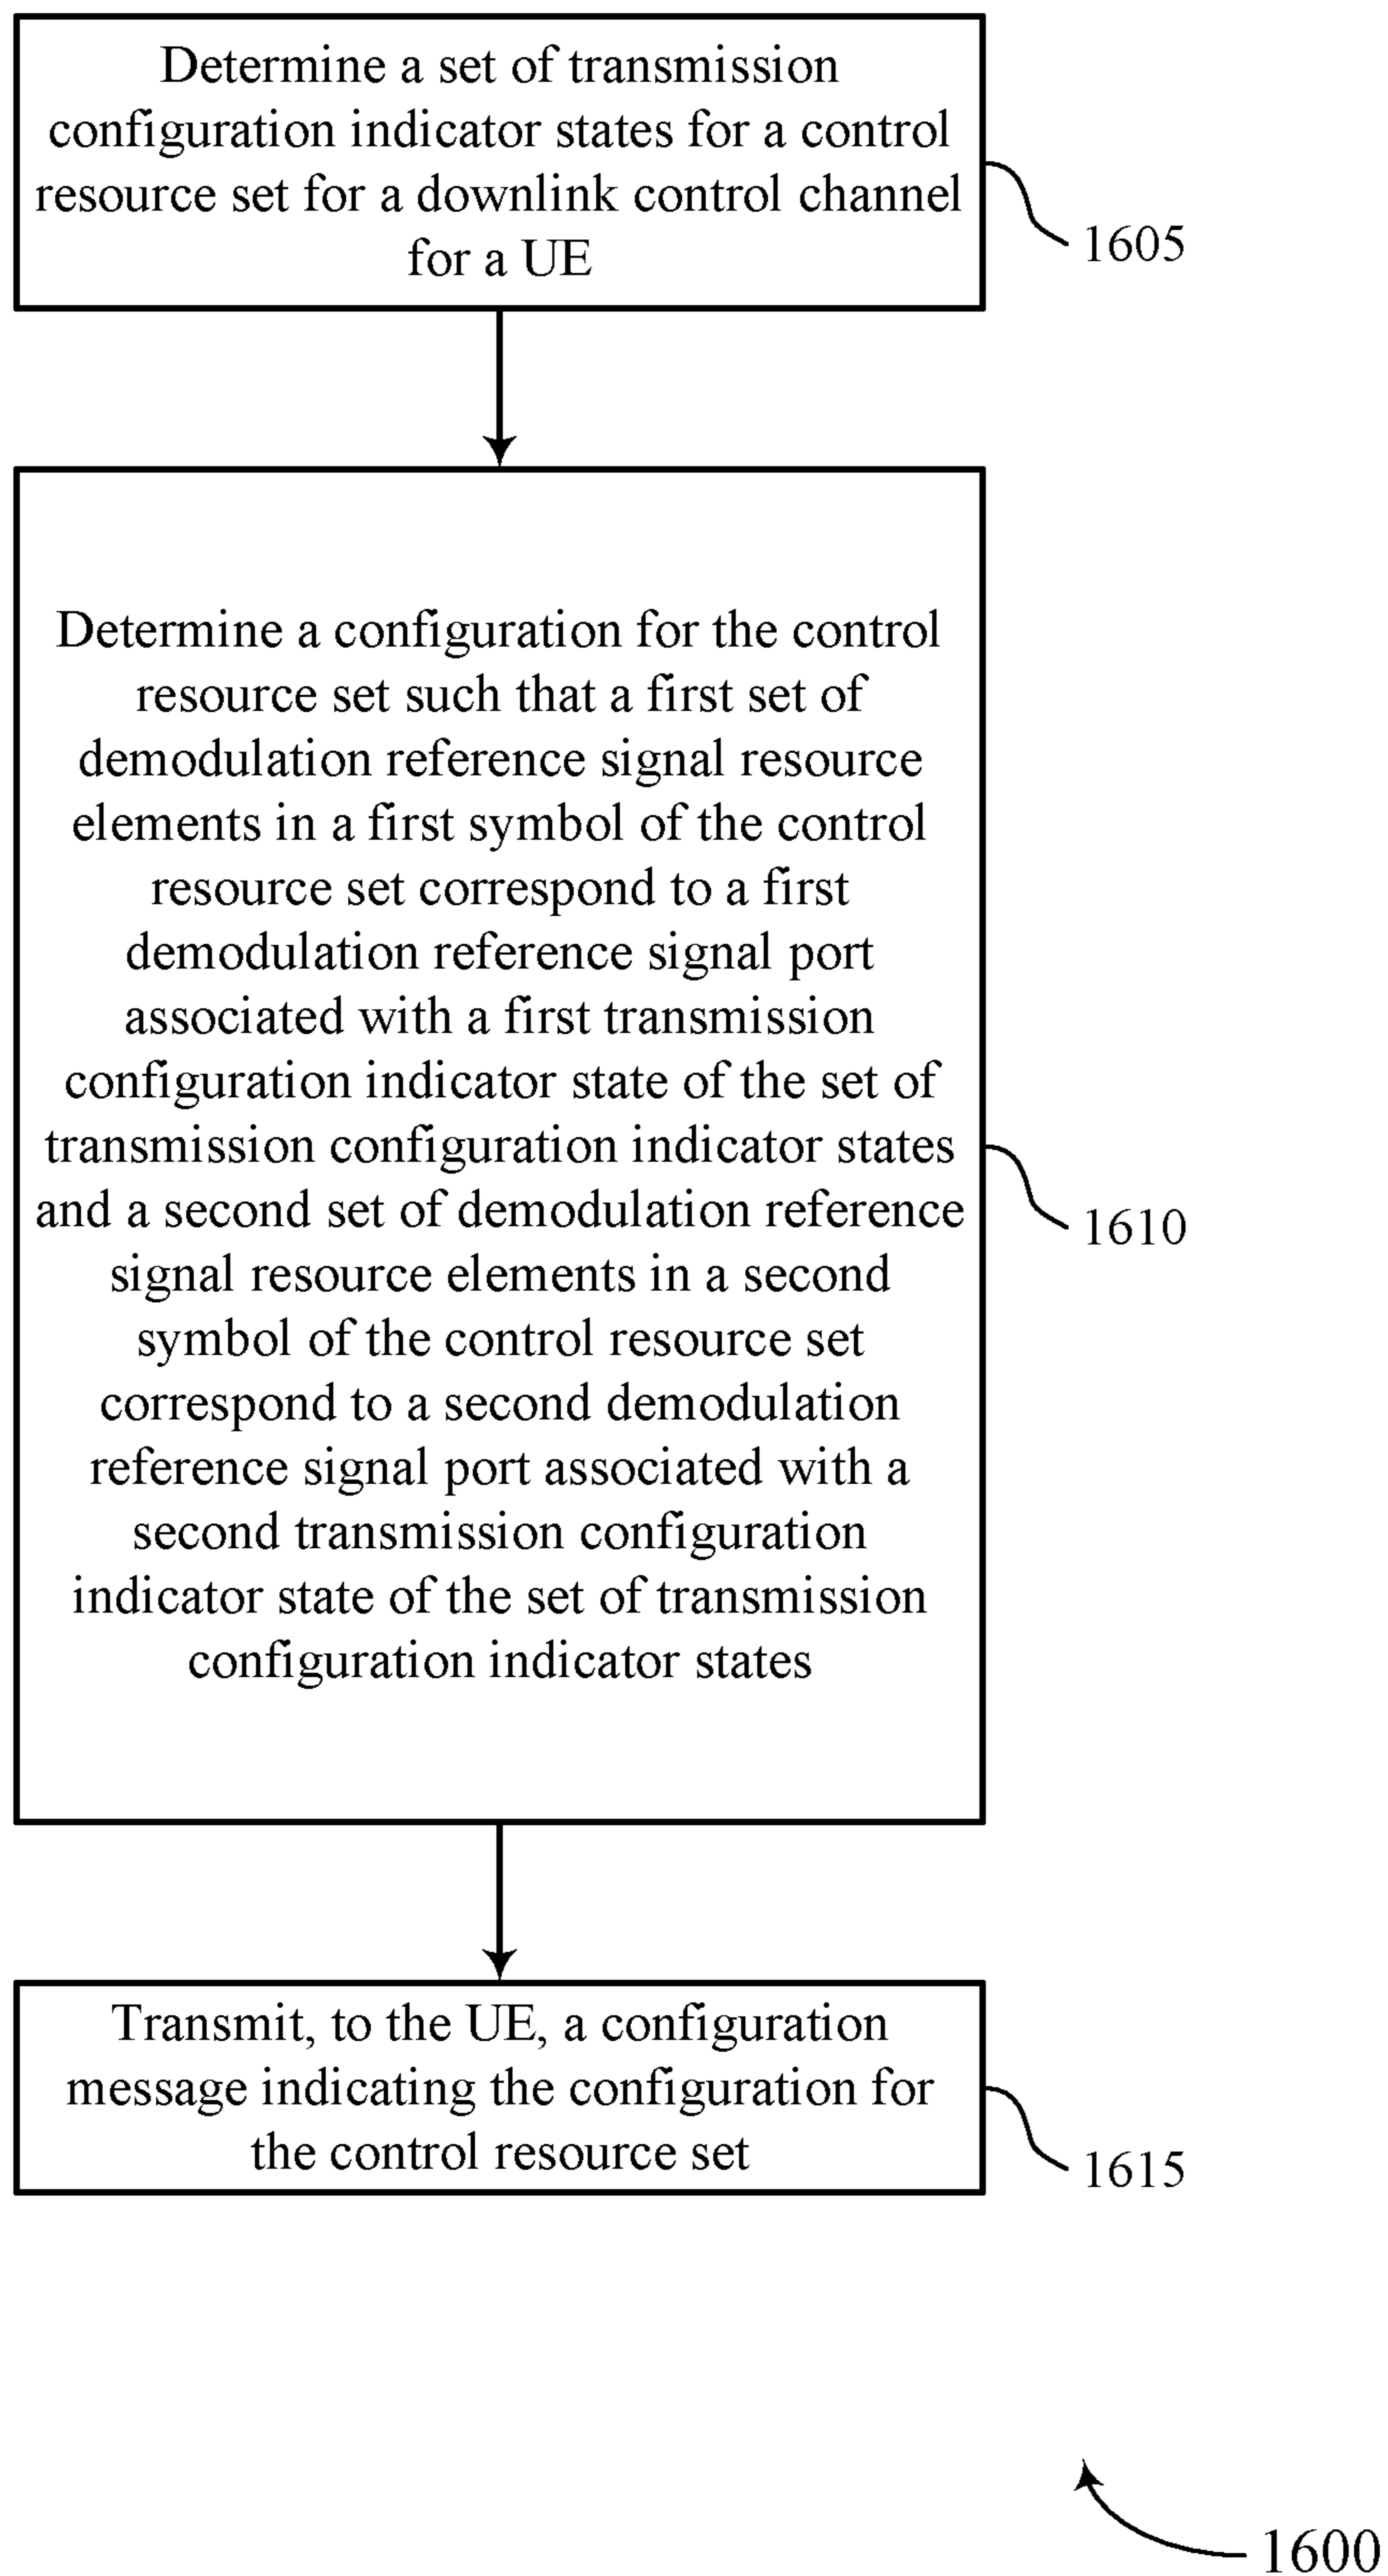 Determine a set of transmission
configuration indicator states for a control
resource set for a downlink control channel
for a UE
1605
Determine a configuration for the control
resource set such that a first set of
demodulation reference signal resource
elements in a first symbol of the control
resource set correspond to a first
demodulation reference signal port
associated with a first transmission
configuration indicator state of the set of
transmission configuration indicator states
and a second set of demodulation reference
signal resource elements in a second
symbol of the control resource set
correspond to a second demodulation
reference signal port associated with a
second transmission configuration
indicator state of the set of transmission
configuration indicator states
1610
Transmit, to the UE, a configuration
message indicating the configuration for
the control resource set
1615
1600